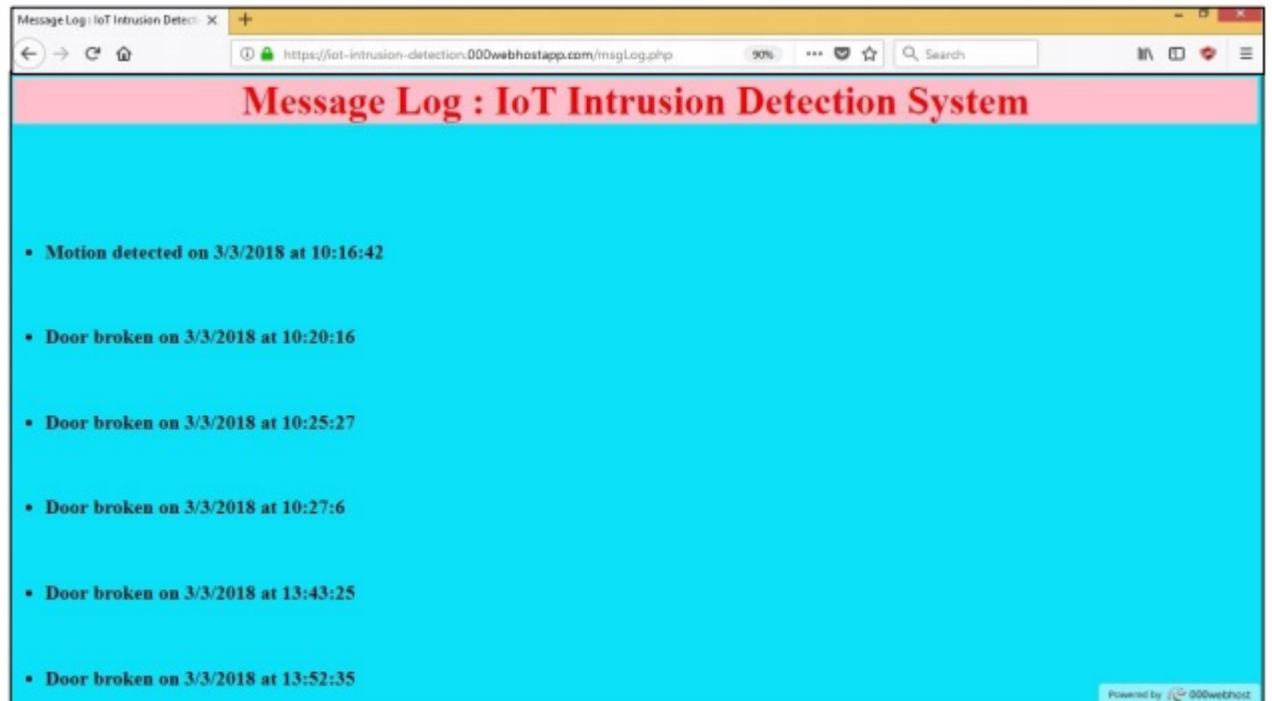 Message Log : IoT Intrusion Detecti
https://iot-intrusion-detection.000webhostapp.com/msgLog.php
90%
Search
Message Log : IoT Intrusion Detection System
• Motion detected on 3/3/2018 at 10:16:42
• Door broken on 3/3/2018 at 10:20:16
• Door broken on 3/3/2018 at 10:25:27
• Door broken on 3/3/2018 at 10:27:6
• Door broken on 3/3/2018 at 13:43:25
• Door broken on 3/3/2018 at 13:52:35
Powered by 000webhost